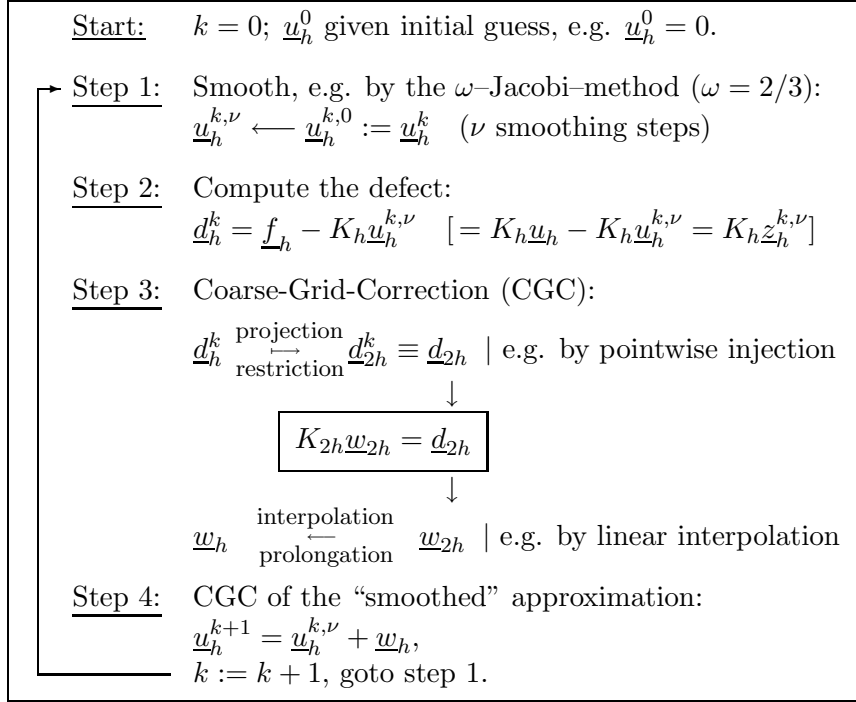 Start: k = 0; u_h^0 given initial guess, e.g. u_h^0 = 0.
Step 1: Smooth, e.g. by the ω–Jacobi–method (ω = 2/3):
u_h^{k,ν} ⟵ u_h^{k,0} := u_h^k (ν smoothing steps)
Step 2: Compute the defect:
d_h^k = f_h − K_h u_h^{k,ν} [ = K_h u_h − K_h u_h^{k,ν} = K_h z_h^{k,ν}]
Step 3: Coarse-Grid-Correction (CGC):
projection
d_h^k ⟼ d_{2h}^k ≡ d_{2h} | e.g. by pointwise injection
restriction
↓
K_{2h} w_{2h} = d_{2h}
↓
interpolation
w_h ⟵ w_{2h} | e.g. by linear interpolation
prolongation
Step 4: CGC of the “smoothed” approximation:
u_h^{k+1} = u_h^{k,ν} + w_h,
k := k + 1, goto step 1.